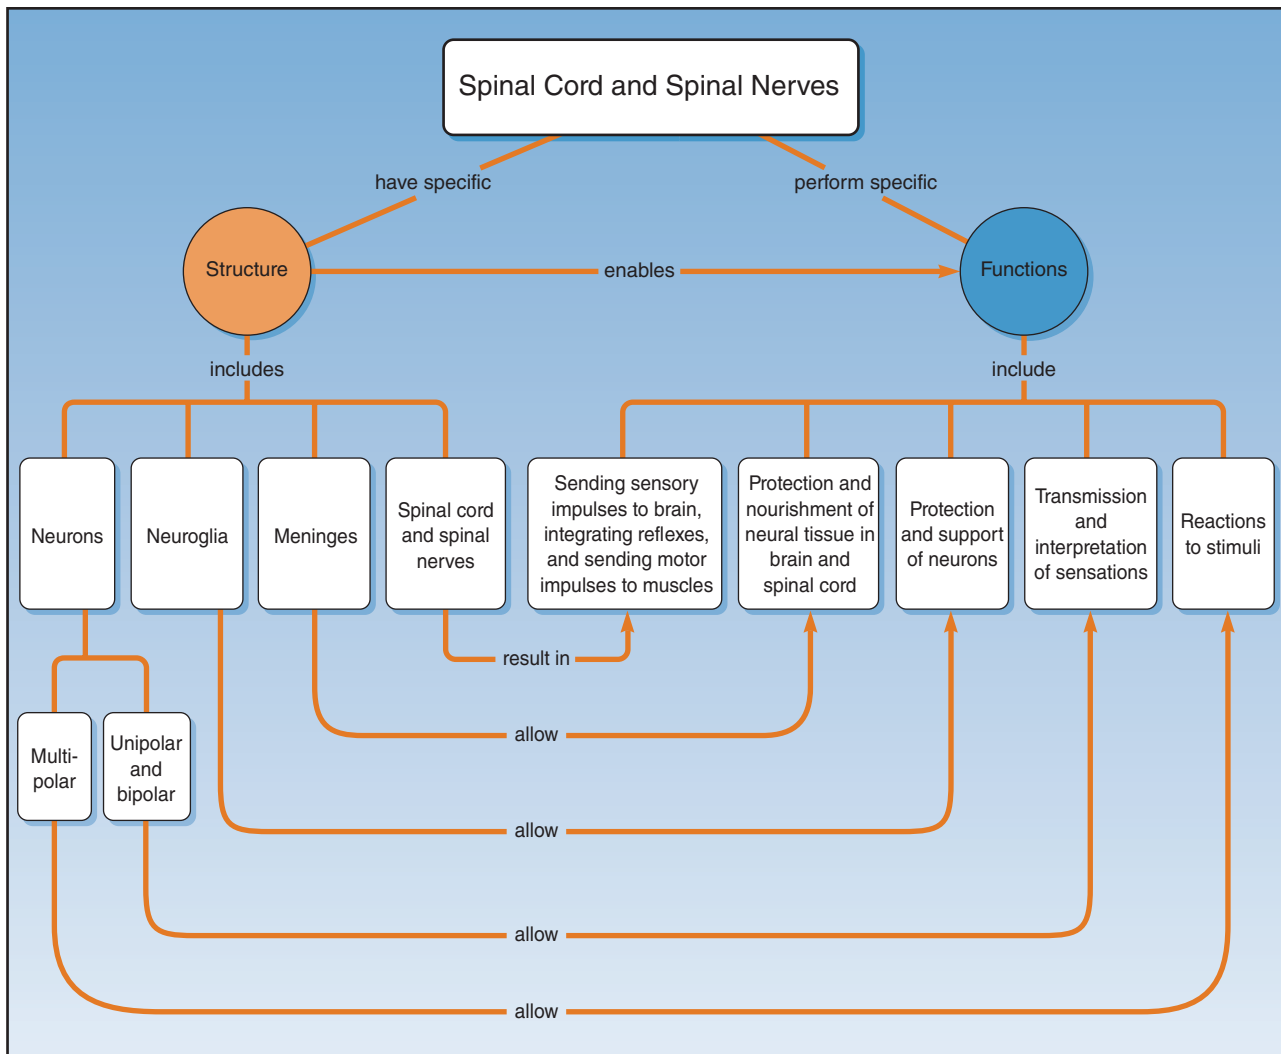 Spinal Cord and Spinal Nerves
have specific
perform specific
Structure
enables
Functions
includes
include
Neurons
Neuroglia
Meninges
Spinal cord
and spinal
nerves
Sending sensory
impulses to brain,
integrating reflexes,
and sending motor
impulses to muscles
Protection and
nourishment of
neural tissue in
brain and
spinal cord
Protection
and support
of neurons
Transmission
and
interpretation
of sensations
Reactions
to stimuli
result in
Multi-
polar
Unipolar
and
bipolar
allow
allow
allow
allow